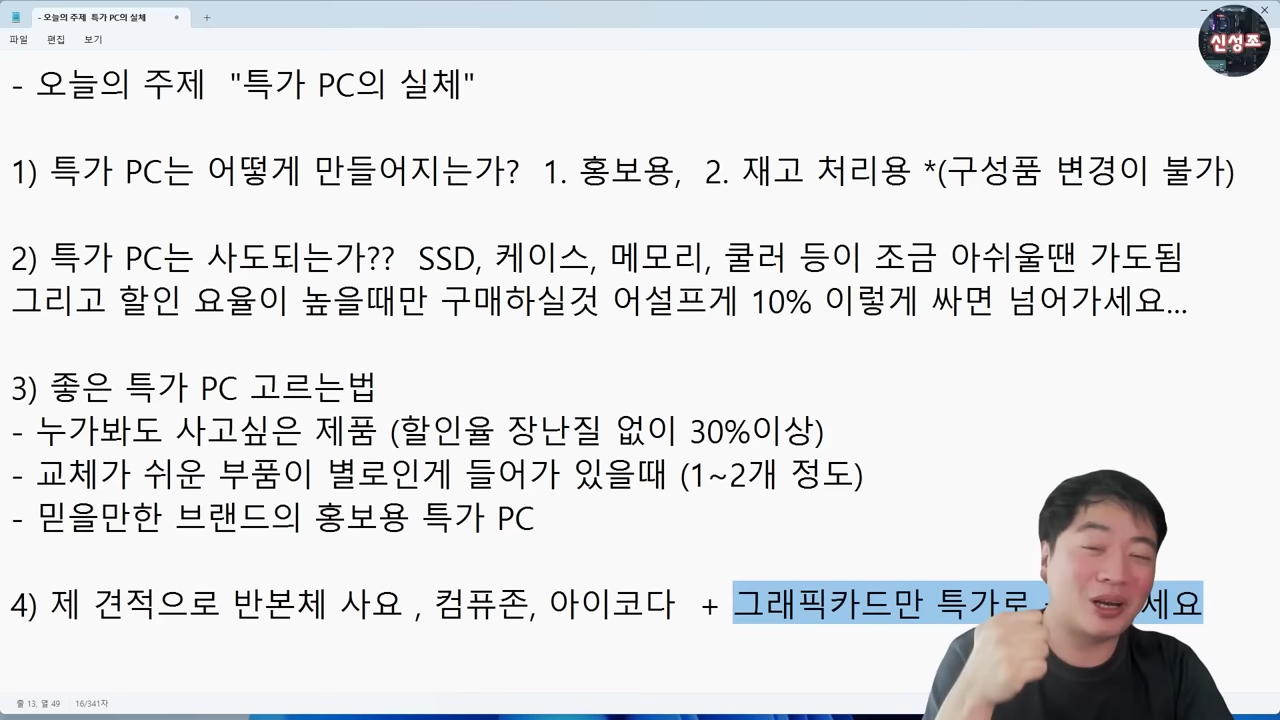 - 오늘의 주제  특가 PC의 실체
신성조
파일 편집 보기
- 오늘의 주제  "특가 PC의 실체"
1) 특가 PC는 어떻게 만들어지는가?  1. 홍보용,  2. 재고 처리용 *(구성품 변경이 불가)
2) 특가 PC는 사도되는가??  SSD, 케이스, 메모리, 쿨러 등이 조금 아쉬울땐 가도됨
그리고 할인 요율이 높을때만 구매하실것 어설프게 10% 이렇게 싸면 넘어가세요...
3) 좋은 특가 PC 고르는법
- 누가봐도 사고싶은 제품 (할인율 장난질 없이 30%이상)
- 교체가 쉬운 부품이 별로인게 들어가 있을때 (1~2개 정도)
- 믿을만한 브랜드의 홍보용 특가 PC
4) 제 견적으로 반본체 사요 , 컴퓨존, 아이코다  + 그래픽카드만 특가로 세요
줄 13, 열 49 16/341자